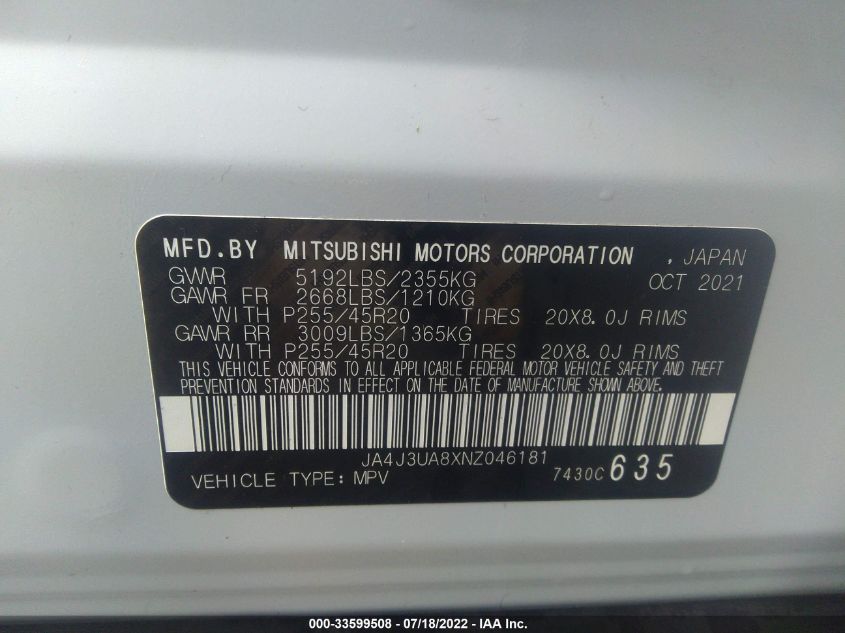 MFD.BY MITSUBISHI MOTORS CORPORATION , JAPAN
GVWR 5192LBS/2355KG OCT 2021
GAWR FR 2668LBS/1210KG
WITH P255/45R20 TIRES 20X8.0J RIMS
GAWR RR 3009LBS/1365KG
WITH P255/45R20 TIRES 20X8.0J RIMS
THIS VEHICLE CONFORMS TO ALL APPLICABLE FEDERAL MOTOR VEHICLE SAFETY AND THEFT
PREVENTION STANDARDS IN EFFECT ON THE DATE OF MANUFACTURE SHOWN ABOVE.
JA4J3UA8XNZ046181
VEHICLE TYPE: MPV 7430C 635
000-33599508 - 07/18/2022 - IAA Inc.